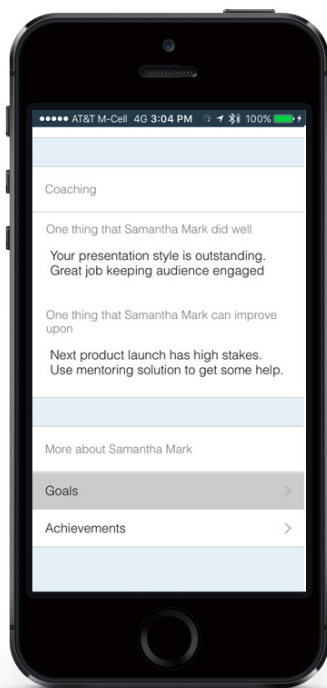 AT&T M-Cell 4G 3:04 PM 100%
Coaching
One thing that Samantha Mark did well
Your presentation style is outstanding.
Great job keeping audience engaged
One thing that Samantha Mark can improve
upon
Next product launch has high stakes.
Use mentoring solution to get some help.
More about Samantha Mark
Goals
Achievements